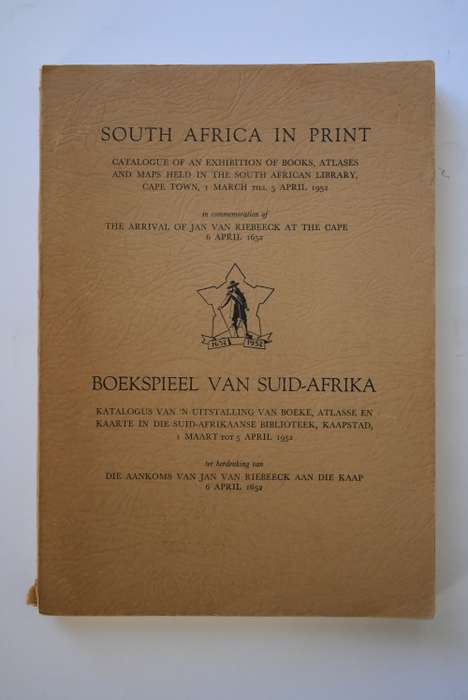 SOUTH AFRICA IN PRINT
CATALOGUE OF AN EXHIBITION OF BOOKS, ATLASES
AND MAPS HELD IN THE SOUTH AFRICAN LIBRARY,
CAPE TOWN, 1 MARCH TILL 5 APRIL 1952
in commemoration of
THE ARRIVAL OF JAN VAN RIEBEECK AT THE CAPE
6 APRIL 1652
1652 1952
BOEKSPIEEL VAN SUID-AFRIKA
KATALOGUS VAN 'N UITSTALLING VAN BOEKE, ATLASSE EN
KAARTE IN DIE SUID-AFRIKAANSE BIBLIOTEEK, KAAPSTAD,
1 MAART TOT 5 APRIL 1952
ter herdenking van
DIE AANKOMS VAN JAN VAN RIEBEECK AAN DIE KAAP
6 APRIL 1652